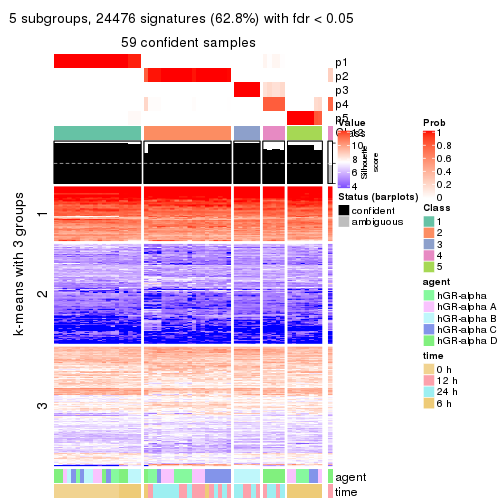 5 subgroups, 24476 signatures (62.8%) with fdr < 0.05
59 confident samples
p1
p2
p3
p4
p5
Class
Silhouette
score
k-means with 3 groups
1
2
3
agent
time
Value
10
8
6
4
Status (barplots)
confident
ambiguous
Prob
1
0.8
0.6
0.4
0.2
0
Class
1
2
3
4
5
agent
hGR-alpha
hGR-alpha A
hGR-alpha B
hGR-alpha C
hGR-alpha D
time
0 h
12 h
24 h
6 h